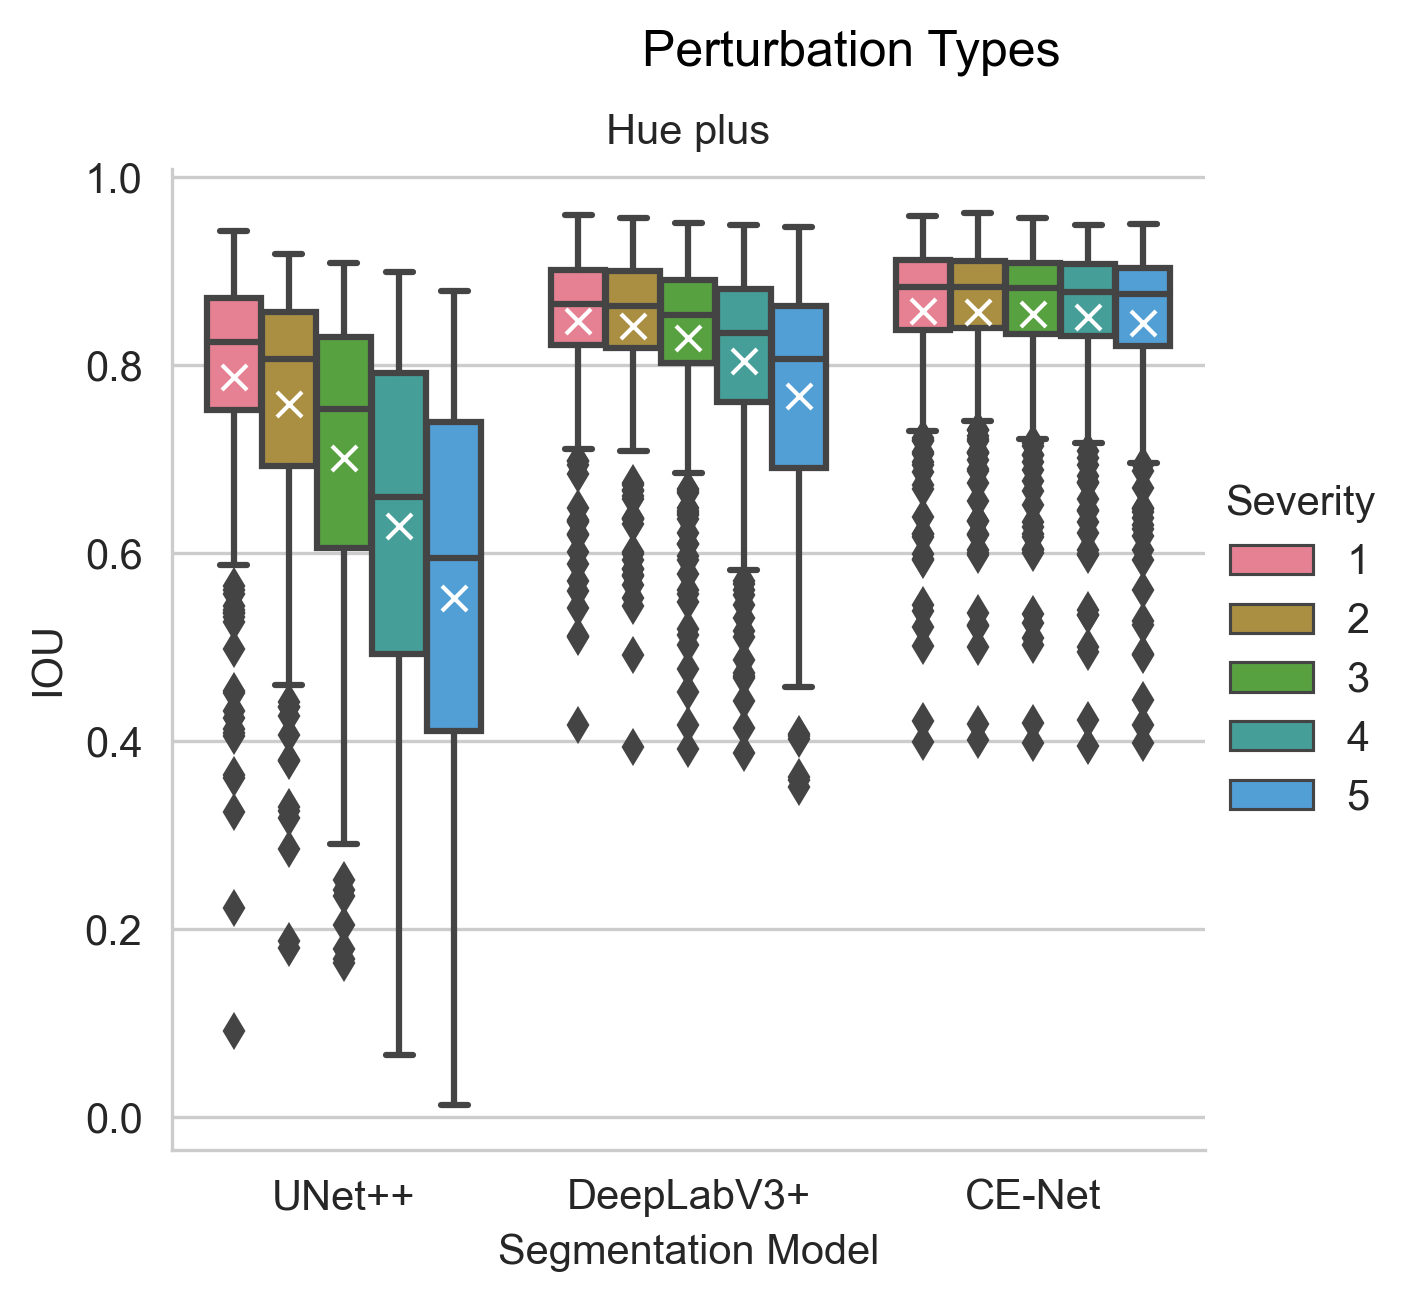 Perturbation Types
Hue plus
1.0
0.8
0.6
0.4
0.2
0.0
IOU
UNet++
DeepLabV3+
CE-Net
Segmentation Model
Severity
1
2
3
4
5